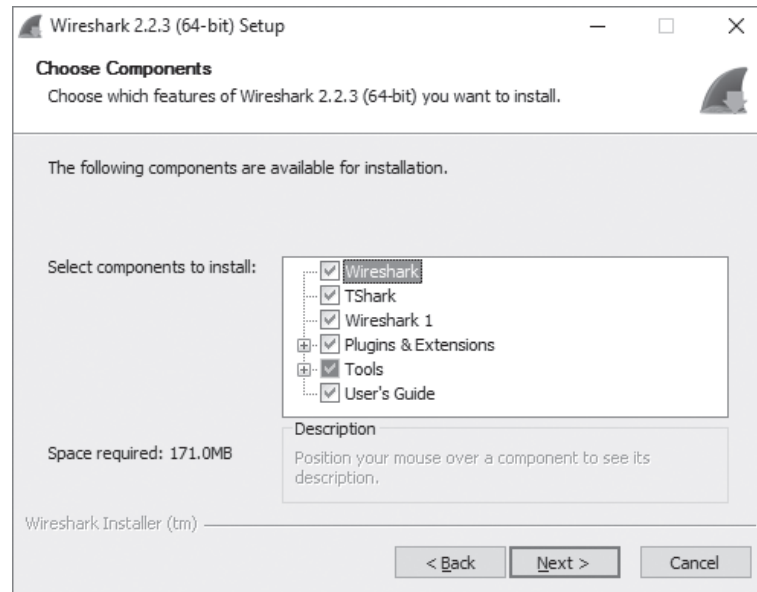 Wireshark 2.2.3 (64-bit) Setup
Choose Components
Choose which features of Wireshark 2.2.3 (64-bit) you want to install.
The following components are available for installation.
Select components to install:
Wireshark
TShark
Wireshark 1
Plugins & Extensions
Tools
User's Guide
Space required: 171.0MB
Description
Position your mouse over a component to see its
description.
Wireshark Installer (tm)
< Back
Next >
Cancel